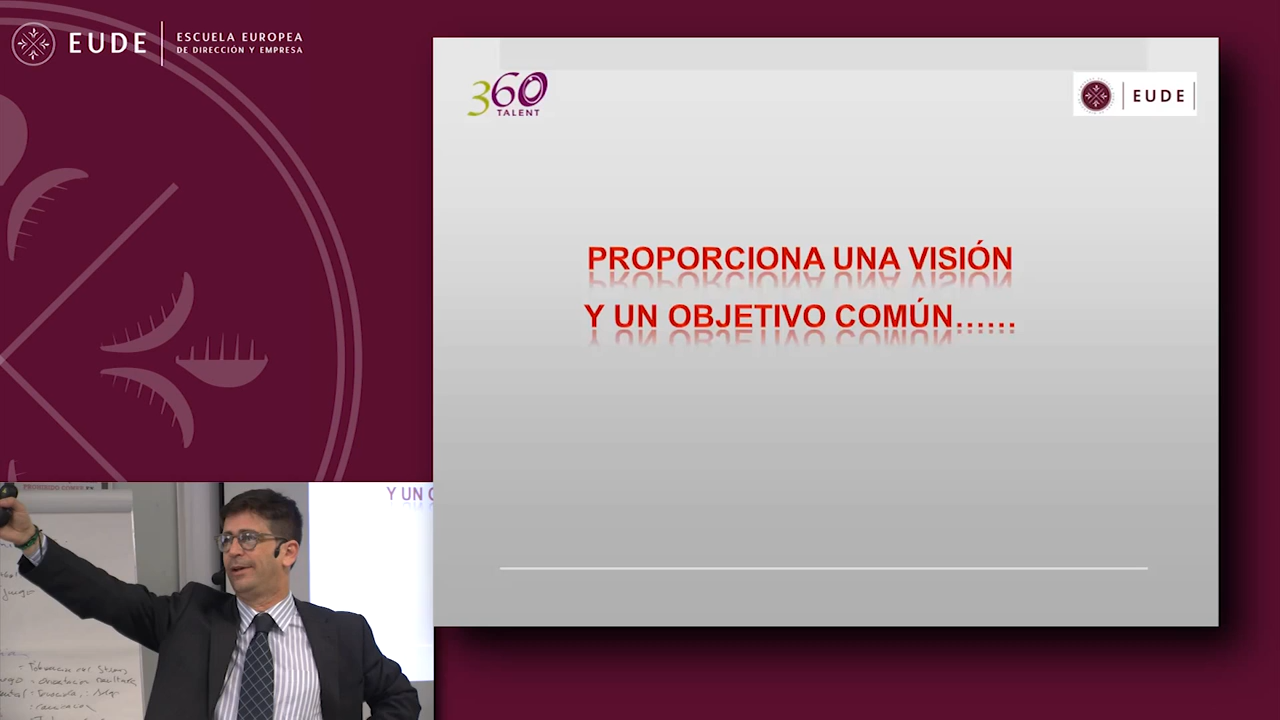 EUDE
ESCUELA EUROPEA
DE DIRECCIÓN Y EMPRESA
360
TALENT
EUDE
PROPORCIONA UNA VISIÓN
Y UN OBJETIVO COMÚN......
Y UN